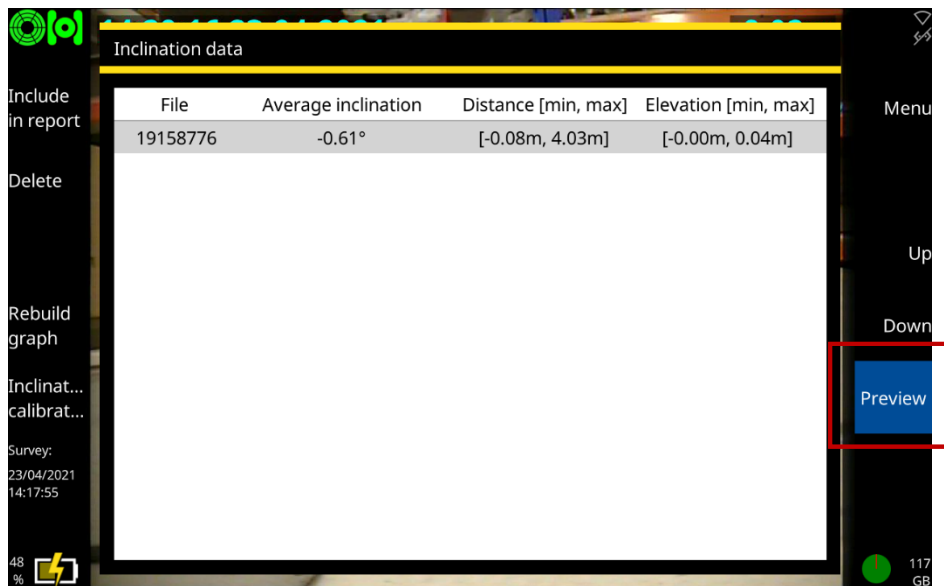 Inclination data
Include
in report
Delete
Rebuild
graph
Inclinat...
calibrat...
Survey:
23/04/2021
14:17:55
48
%
File Average inclination Distance [min, max] Elevation [min, max]
19158776 -0.61° [-0.08m, 4.03m] [-0.00m, 0.04m]
Menu
Up
Down
Preview
117
GB